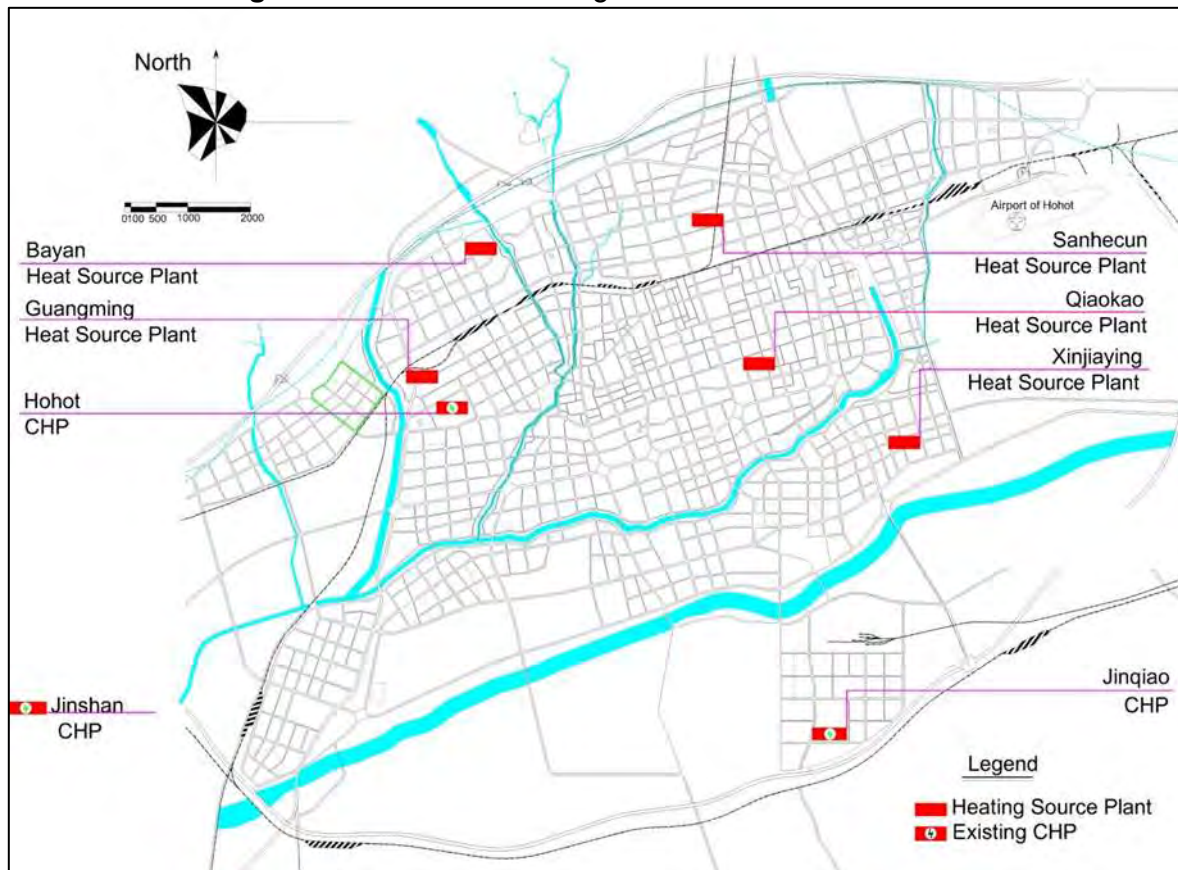 North
0100 500 1000 2000
Airport of Hohot
Bayan
Heat Source Plant
Guangming
Heat Source Plant
Hohot
CHP
Sanhecun
Heat Source Plant
Qiaokao
Heat Source Plant
Xinjiaying
Heat Source Plant
Jinshan
CHP
Jinqiao
CHP
Legend
Heating Source Plant
Existing CHP